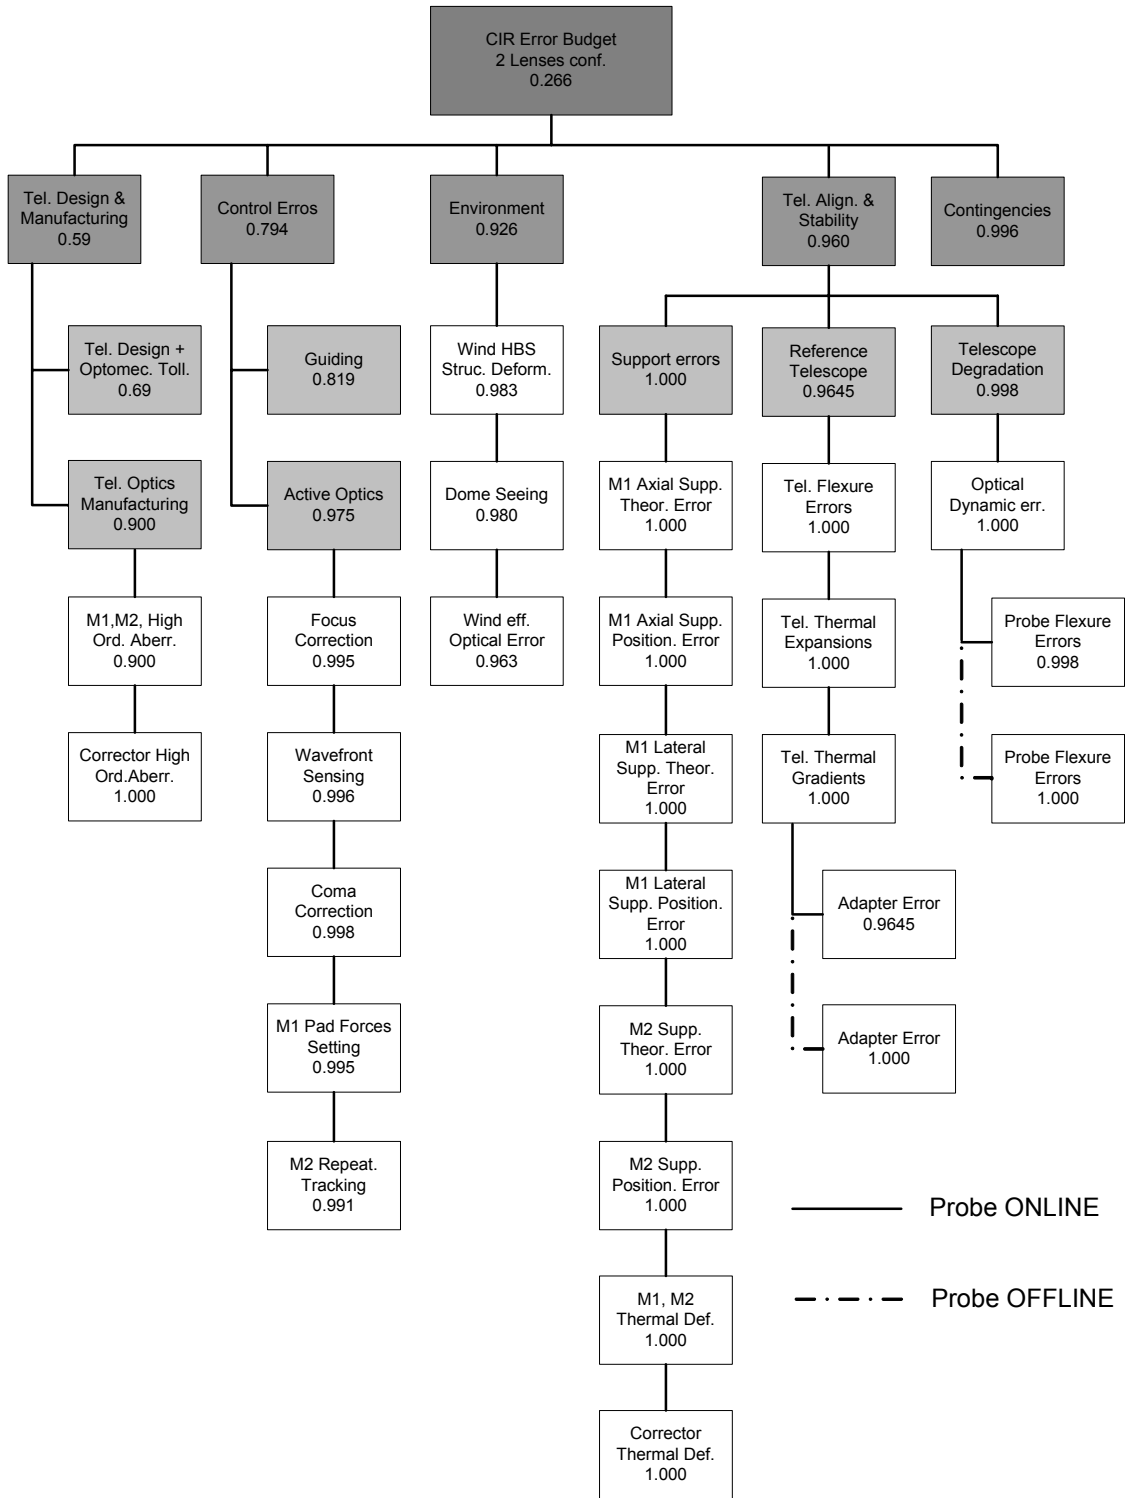 CIR Error Budget
2 Lenses conf.
0.266
Tel. Design &
Manufacturing
0.59
Control Erros
0.794
Environment
0.926
Tel. Align. &
Stability
0.960
Contingencies
0.996
Tel. Design +
Optomec. Toll.
0.69
Guiding
0.819
Wind HBS
Struc. Deform.
0.983
Support errors
1.000
Reference
Telescope
0.9645
Telescope
Degradation
0.998
Tel. Optics
Manufacturing
0.900
Active Optics
0.975
Dome Seeing
0.980
M1 Axial Supp.
Theor. Error
1.000
Tel. Flexure
Errors
1.000
Optical
Dynamic err.
1.000
M1,M2, High
Ord. Aberr.
0.900
Focus
Correction
0.995
Wind eff.
Optical Error
0.963
M1 Axial Supp.
Position. Error
1.000
Tel. Thermal
Expansions
1.000
Probe Flexure
Errors
0.998
Corrector High
Ord.Aberr.
1.000
Wavefront
Sensing
0.996
M1 Lateral
Supp. Theor.
Error
1.000
Tel. Thermal
Gradients
1.000
Probe Flexure
Errors
1.000
Coma
Correction
0.998
M1 Lateral
Supp. Position.
Error
1.000
Adapter Error
0.9645
M1 Pad Forces
Setting
0.995
M2 Supp.
Theor. Error
1.000
Adapter Error
1.000
M2 Repeat.
Tracking
0.991
M2 Supp.
Position. Error
1.000
Probe ONLINE
M1, M2
Thermal Def.
1.000
Probe OFFLINE
Corrector
Thermal Def.
1.000